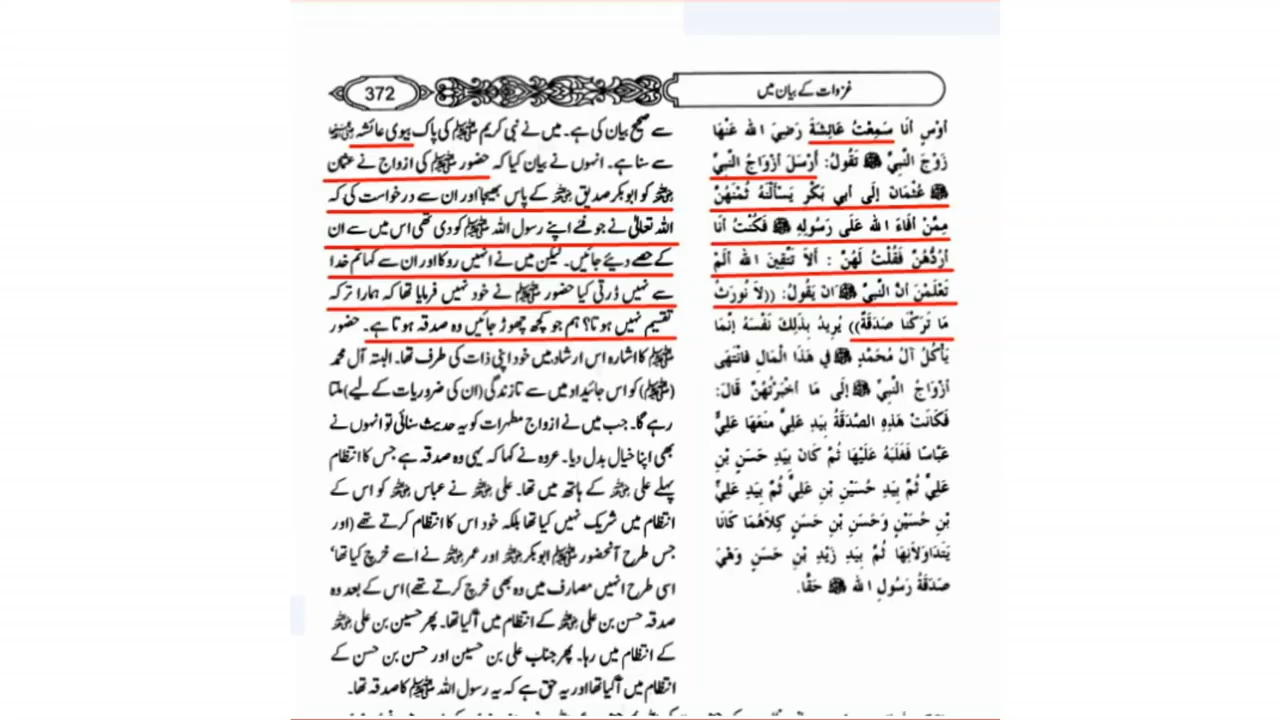 غزوات کے بیان میں
372
أوْسٍ أنَا سَمِعْتُ عَائِشَةَ رَضِيَ الله عَنْهَا
زَوْجَ النَّبِيِّ ﷺ تَقُولُ: أَرْسَلَ أَزْوَاجُ النَّبِيِّ
ﷺ عُثْمَانَ إِلَى أبِي بَكْرٍ يَسْأَلْنَهُ ثُمُنَهُنَّ
مِمَّنْ أفَاءَ الله عَلَى رَسُولِهِ ﷺ فَكُنْتُ أنَا
أَرُدُّهُنَّ فَقُلْتُ لَهُنَّ : ألاَ تَتَّقِينَ الله ألَمْ
تَعْلَمْنَ أنَّ النَّبِيَّ ﷺ انَ يَقُولُ: ((لاَ نُورَثُ
مَا تَرَكْنَا صَدَقَةٌ)) يُرِيدُ بِذَلِكَ نَفْسَهُ إِنَّمَا
يَأكُلُ آلُ مُحَمَّدٍ ﷺ فِي هَذَا الْمَالِ فَانْتَهَى
أزْوَاجُ النَّبِيِّ ﷺ إِلَى مَا أخْبَرَتْهُنَّ قَالَ:
فَكَانَتْ هَذِهِ الصَّدَقَةُ بِيَدِ عَلِيٍّ مَنَعَهَا عَلِيٌّ
عَبَّاسًا فَغَلَبَهُ عَلَيْهَا ثُمَّ كَانَ بِيَدِ حَسَنِ بْنِ
عَلِيٍّ ثُمَّ بِيَدِ حُسَيْنِ بْنِ عَلِيٍّ ثُمَّ بِيَدِ عَلِيِّ
بْنِ حُسَيْنٍ وَحَسَنِ بْنِ حَسَنٍ كِلاَهُمَا كَانَا
يَتَدَاوَلاَنِهَا ثُمَّ بِيَدِ زَيْدِ بْنِ حَسَنٍ وَهْيَ
صَدَقَةُ رَسُولِ الله ﷺ حَقًّا.
سے صحیح بیان کی ہے۔ میں نے نبی کریم ﷺ کی پاک بیوی عائشہ رضی اللہ عنہا
سے سنا ہے۔ انہوں نے بیان کیا کہ حضور ﷺ کی ازواج نے عثمان
رضی اللہ عنہ کو ابوبکر صدیق رضی اللہ عنہ کے پاس بھیجا اور ان سے درخواست کی کہ
اللہ تعالیٰ نے جو فئے اپنے رسول اللہ ﷺ کو دی تھی اس میں سے ان
کے حصے دیئے جائیں۔ لیکن میں نے انہیں روکا اور ان سے کہا تم خدا
سے نہیں ڈرتی کیا حضور ﷺ نے خود نہیں فرمایا تھا کہ ہمارا ترکہ
تقسیم نہیں ہوتا؟ ہم جو کچھ چھوڑ جائیں وہ صدقہ ہوتا ہے۔ حضور
ﷺ کا اشارہ اس ارشاد میں خود اپنی ذات کی طرف تھا۔ البتہ آل محمد
(ﷺ) کو اس جائیداد میں سے تا زندگی (ان کی ضروریات کے لیے) ملتا
رہے گا۔ جب میں نے ازواج مطہرات کو یہ حدیث سنائی تو انہوں نے
بھی اپنا خیال بدل دیا۔ عروہ نے کہا کہ یہی وہ صدقہ ہے جس کا انتظام
پہلے علی رضی اللہ عنہ کے ہاتھ میں تھا۔ علی رضی اللہ عنہ نے عباس رضی اللہ عنہ کو اس کے
انتظام میں شریک نہیں کیا تھا بلکہ خود اس کا انتظام کرتے تھے (اور
جس طرح آنحضور ﷺ ابوبکر رضی اللہ عنہ اور عمر رضی اللہ عنہ نے اسے خرچ کیا تھا'
اسی طرح انہیں مصارف میں وہ بھی خرچ کرتے تھے) اس کے بعد وہ
صدقہ حسن بن علی رضی اللہ عنہ کے انتظام میں آگیا تھا۔ پھر حسین بن علی رضی اللہ عنہ
کے انتظام میں رہا۔ پھر جناب علی بن حسین اور حسن بن حسن کے
انتظام میں آگیا تھا اور یہ حق ہے کہ یہ رسول اللہ ﷺ کا صدقہ تھا۔